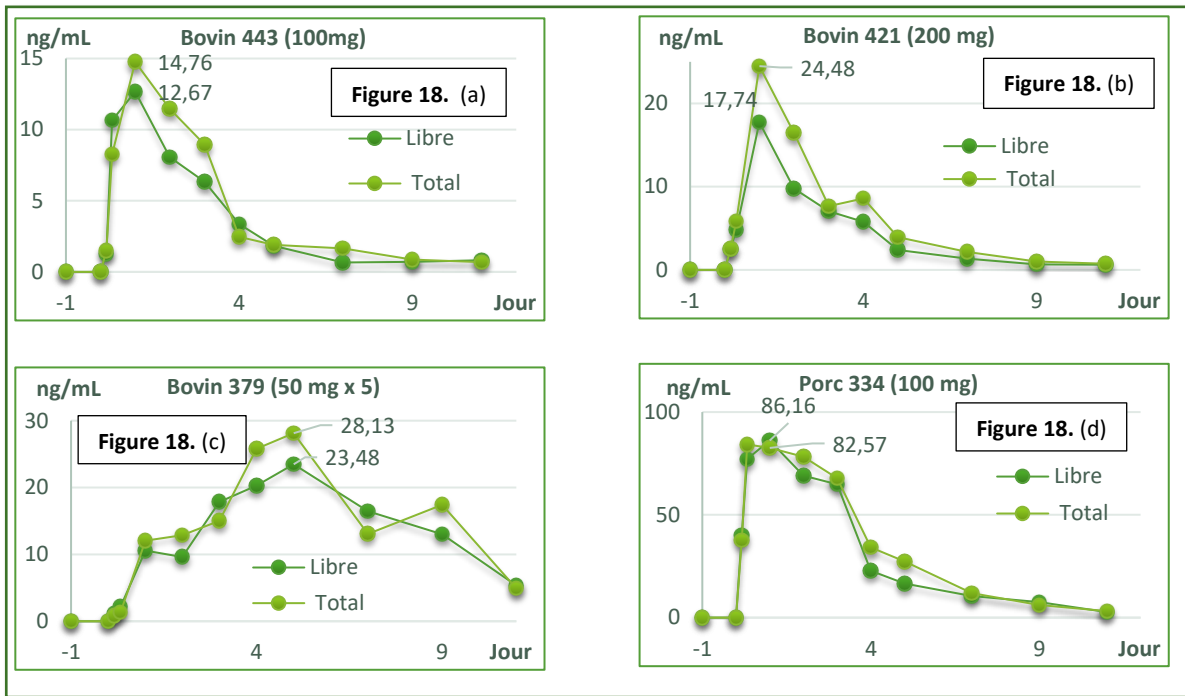 ng/mL
Bovin 443 (100mg)
15
10
5
0
14,76
12,67
Figure 18. (a)
Libre
Total
-1
4
9
Jour
ng/mL
Bovin 421 (200 mg)
20
10
0
24,48
17,74
Figure 18. (b)
Libre
Total
-1
4
9
Jour
ng/mL
Bovin 379 (50 mg x 5)
30
20
10
0
Figure 18. (c)
28,13
23,48
Libre
Total
-1
4
9
Jour
ng/mL
Porc 334 (100 mg)
100
50
0
86,16
82,57
Figure 18. (d)
Libre
Total
-1
4
9
Jour